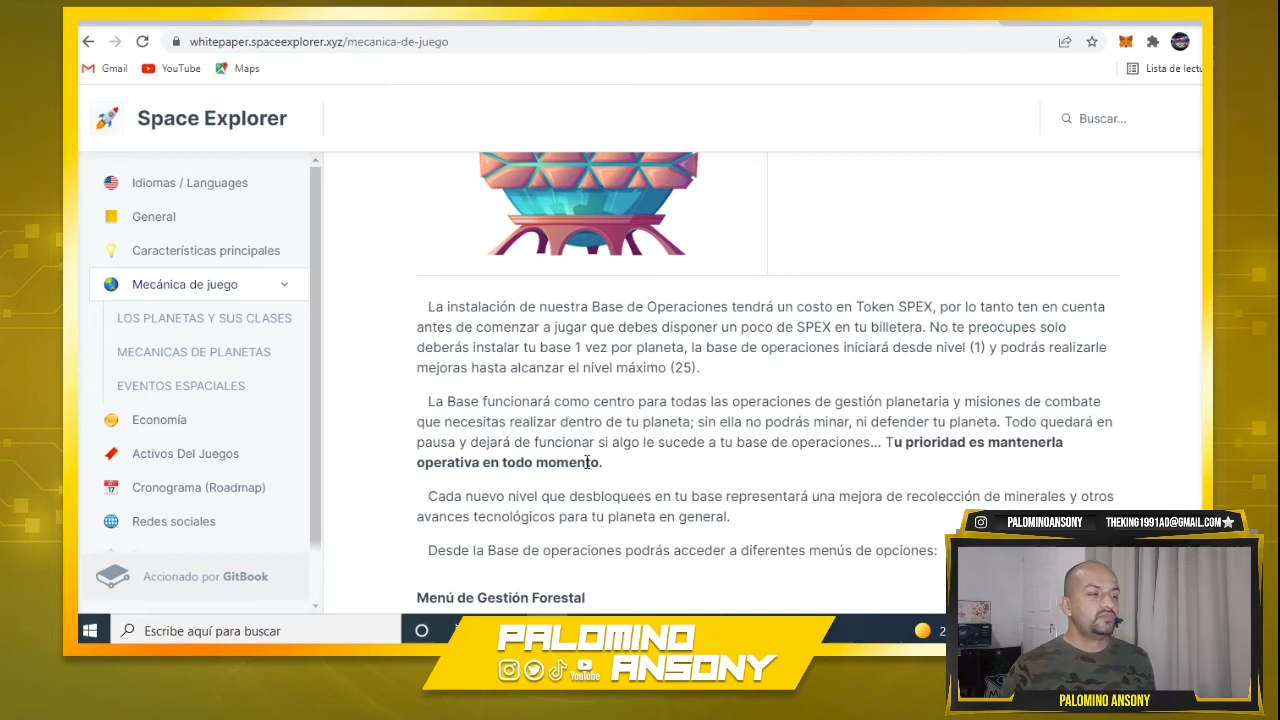 whitepaper.spaceexplorer.xyz/mecanica-de-juego
Gmail
YouTube
Maps
Lista de lectu
Space Explorer
Buscar...
Idiomas / Languages
General
Características principales
Mecánica de juego
LOS PLANETAS Y SUS CLASES
MECANICAS DE PLANETAS
EVENTOS ESPACIALES
Economía
Activos Del Juegos
Cronograma (Roadmap)
Redes sociales
Accionado por GitBook
La instalación de nuestra Base de Operaciones tendrá un costo en Token SPEX, por lo tanto ten en cuenta
antes de comenzar a jugar que debes disponer un poco de SPEX en tu billetera. No te preocupes solo
deberás instalar tu base 1 vez por planeta, la base de operaciones iniciará desde nivel (1) y podrás realizarle
mejoras hasta alcanzar el nivel máximo (25).
La Base funcionará como centro para todas las operaciones de gestión planetaria y misiones de combate
que necesitas realizar dentro de tu planeta; sin ella no podrás minar, ni defender tu planeta. Todo quedará en
pausa y dejará de funcionar si algo le sucede a tu base de operaciones... Tu prioridad es mantenerla
operativa en todo momento.
Cada nuevo nivel que desbloquees en tu base representará una mejora de recolección de minerales y otros
avances tecnológicos para tu planeta en general.
Desde la Base de operaciones podrás acceder a diferentes menús de opciones:
Menú de Gestión Forestal
Escribe aquí para buscar
2
PALOMINO
ANSONY
YouTube
PALOMINOANSONY
THEKING1991AD@GMAIL.COM
PALOMINO ANSONY